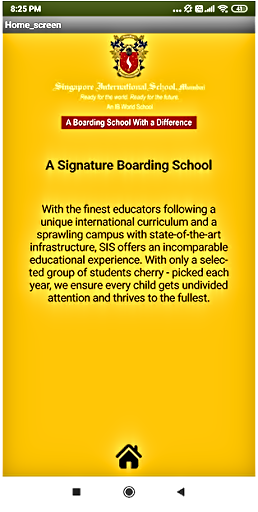 8:25 PM
43
Home_screen
Singapore International School, Mumbai
Ready for the world. Ready for the future.
An IB World School
A Boarding School With a Difference
A Signature Boarding School
With the finest educators following a
unique international curriculum and a
sprawling campus with state-of-the-art
infrastructure, SIS offers an incomparable
educational experience. With only a selec-
ted group of students cherry - picked each
year, we ensure every child gets undivided
attention and thrives to the fullest.